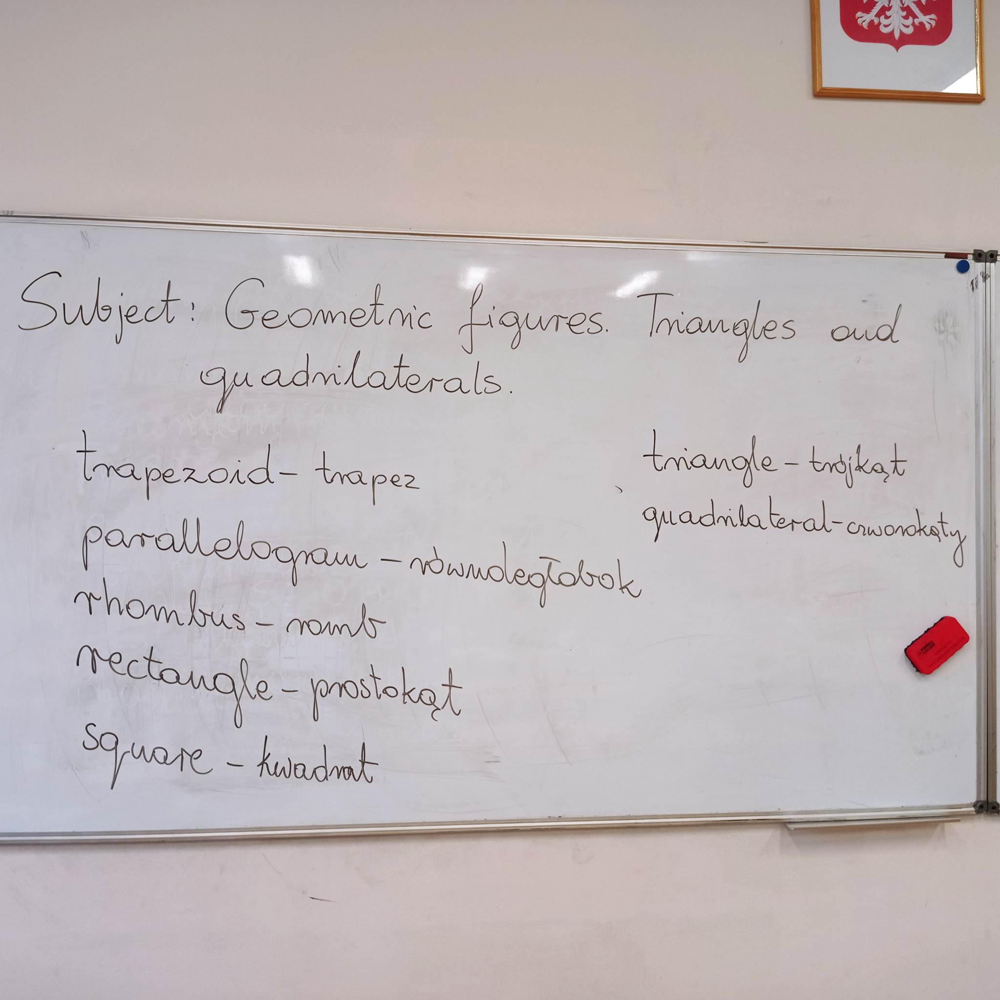 Subject: Geometric figures. Triangles and
quadrilaterals.
trapezoid - trapez
parallelogram - równoległobok
rhombus - romb
rectangle - prostokąt
square - kwadrat
triangle - trójkąt
quadrilateral - czworokąty